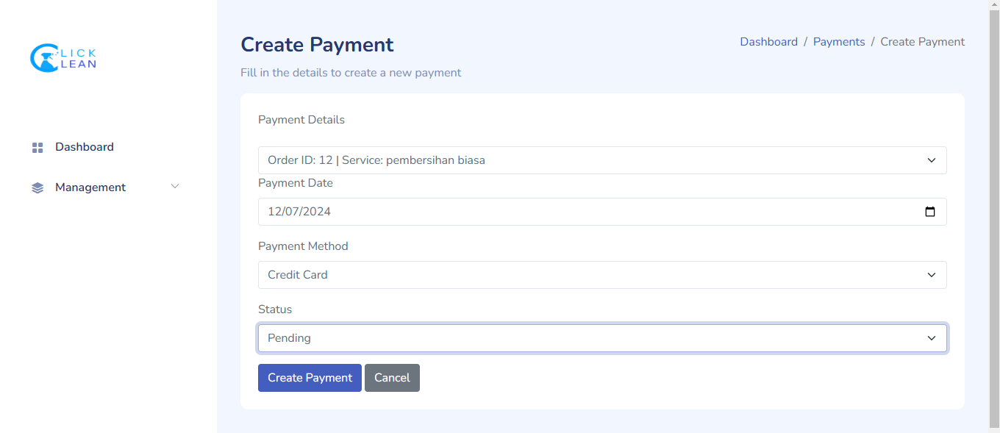 CLICK
CLEAN
Dashboard
Management
Create Payment
Dashboard / Payments / Create Payment
Fill in the details to create a new payment
Payment Details
Order ID: 12 | Service: pembersihan biasa
Payment Date
12/07/2024
Payment Method
Credit Card
Status
Pending
Create Payment
Cancel